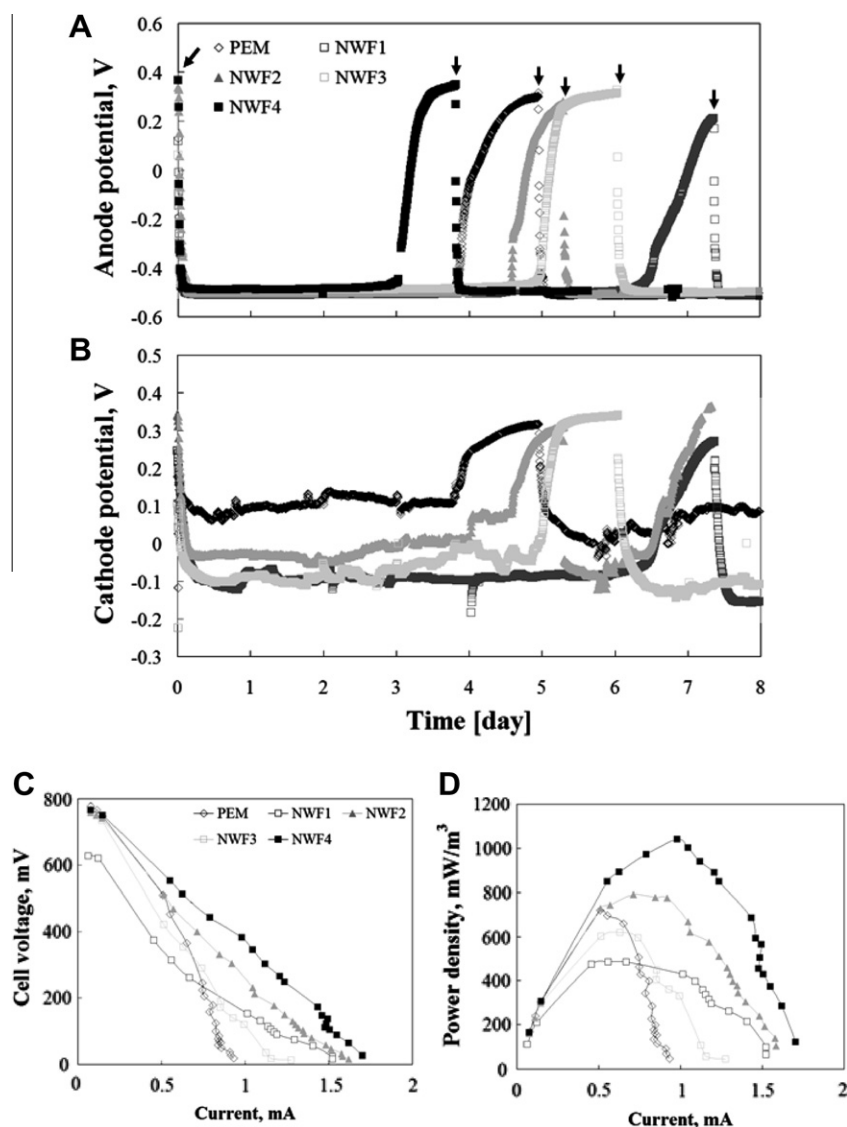 A
Anode potential, V
0.6
0.4
0.2
0
-0.2
-0.4
-0.6
PEM
NWF1
NWF2
NWF3
NWF4
B
Cathode potential, V
0.5
0.3
0.1
0
-0.1
-0.2
-0.3
0 1 2 3 4 5 6 7 8
Time [day]
C
Cell voltage, mV
800
600
400
200
0
PEM NWF1 NWF2
NWF3 NWF4
0 0.5 1 1.5 2
Current, mA
D
Power density, mW/m³
1200
1000
800
600
400
200
0
0 0.5 1 1.5 2
Current, mA